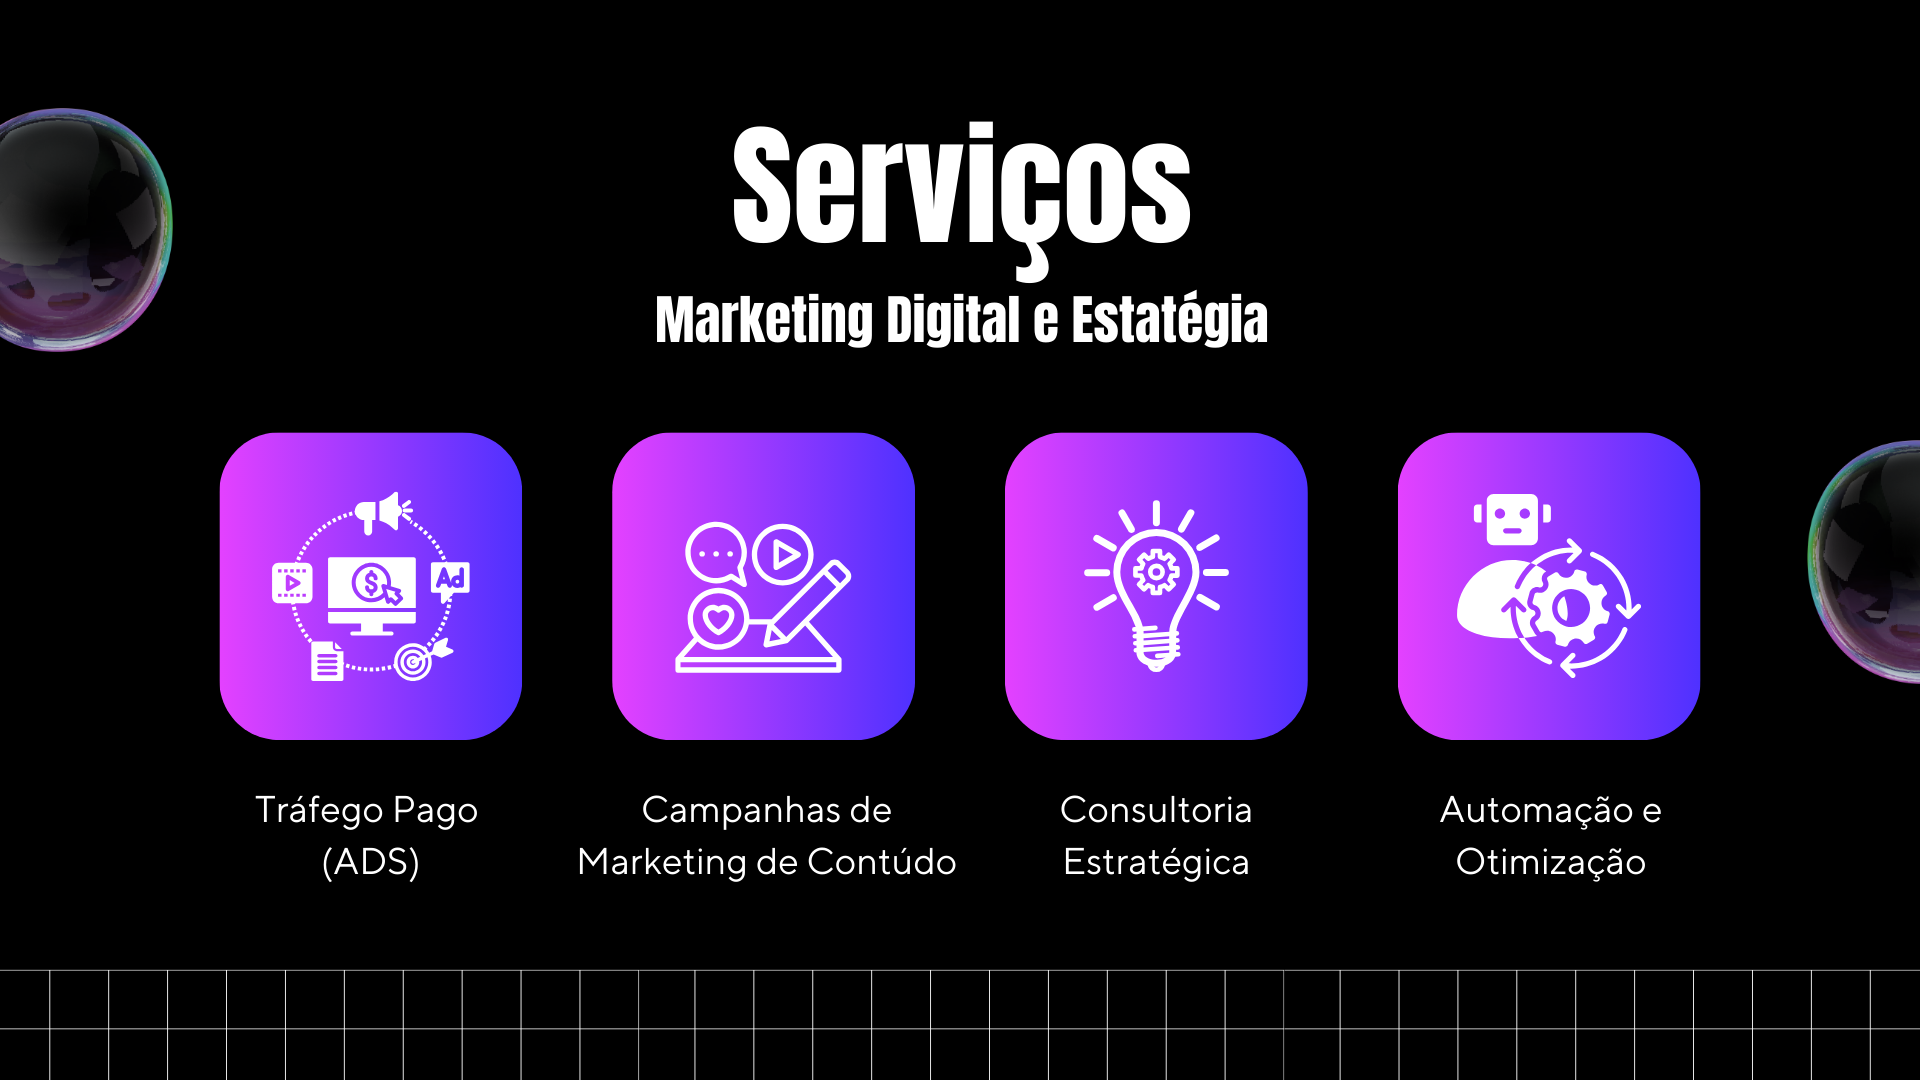 Serviços
Marketing Digital e Estatégia
$
Ad
Tráfego Pago
(ADS)
Campanhas de
Marketing de Contúdo
Consultoria
Estratégica
Automação e
Otimização